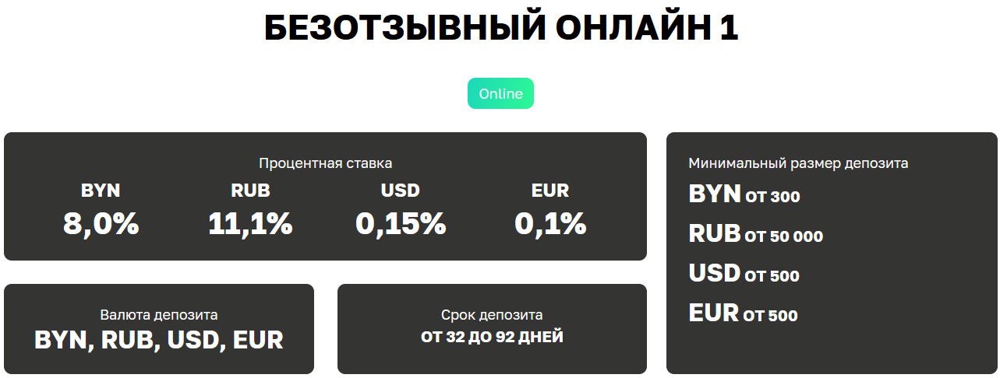 БЕЗОТЗЫВНЫЙ ОНЛАЙН 1
Online
Процентная ставка
BYN RUB USD EUR
8,0% 11,1% 0,15% 0,1%
Минимальный размер депозита
BYN ОТ 300
RUB ОТ 50 000
USD ОТ 500
EUR ОТ 500
Валюта депозита
BYN, RUB, USD, EUR
Срок депозита
ОТ 32 ДО 92 ДНЕЙ